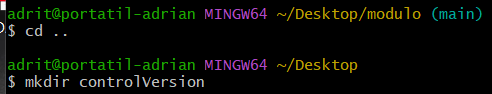 adrit@portatil-adrian MINGW64 ~/Desktop/modulo (main)
$ cd ..
adrit@portatil-adrian MINGW64 ~/Desktop
$ mkdir controlVersion